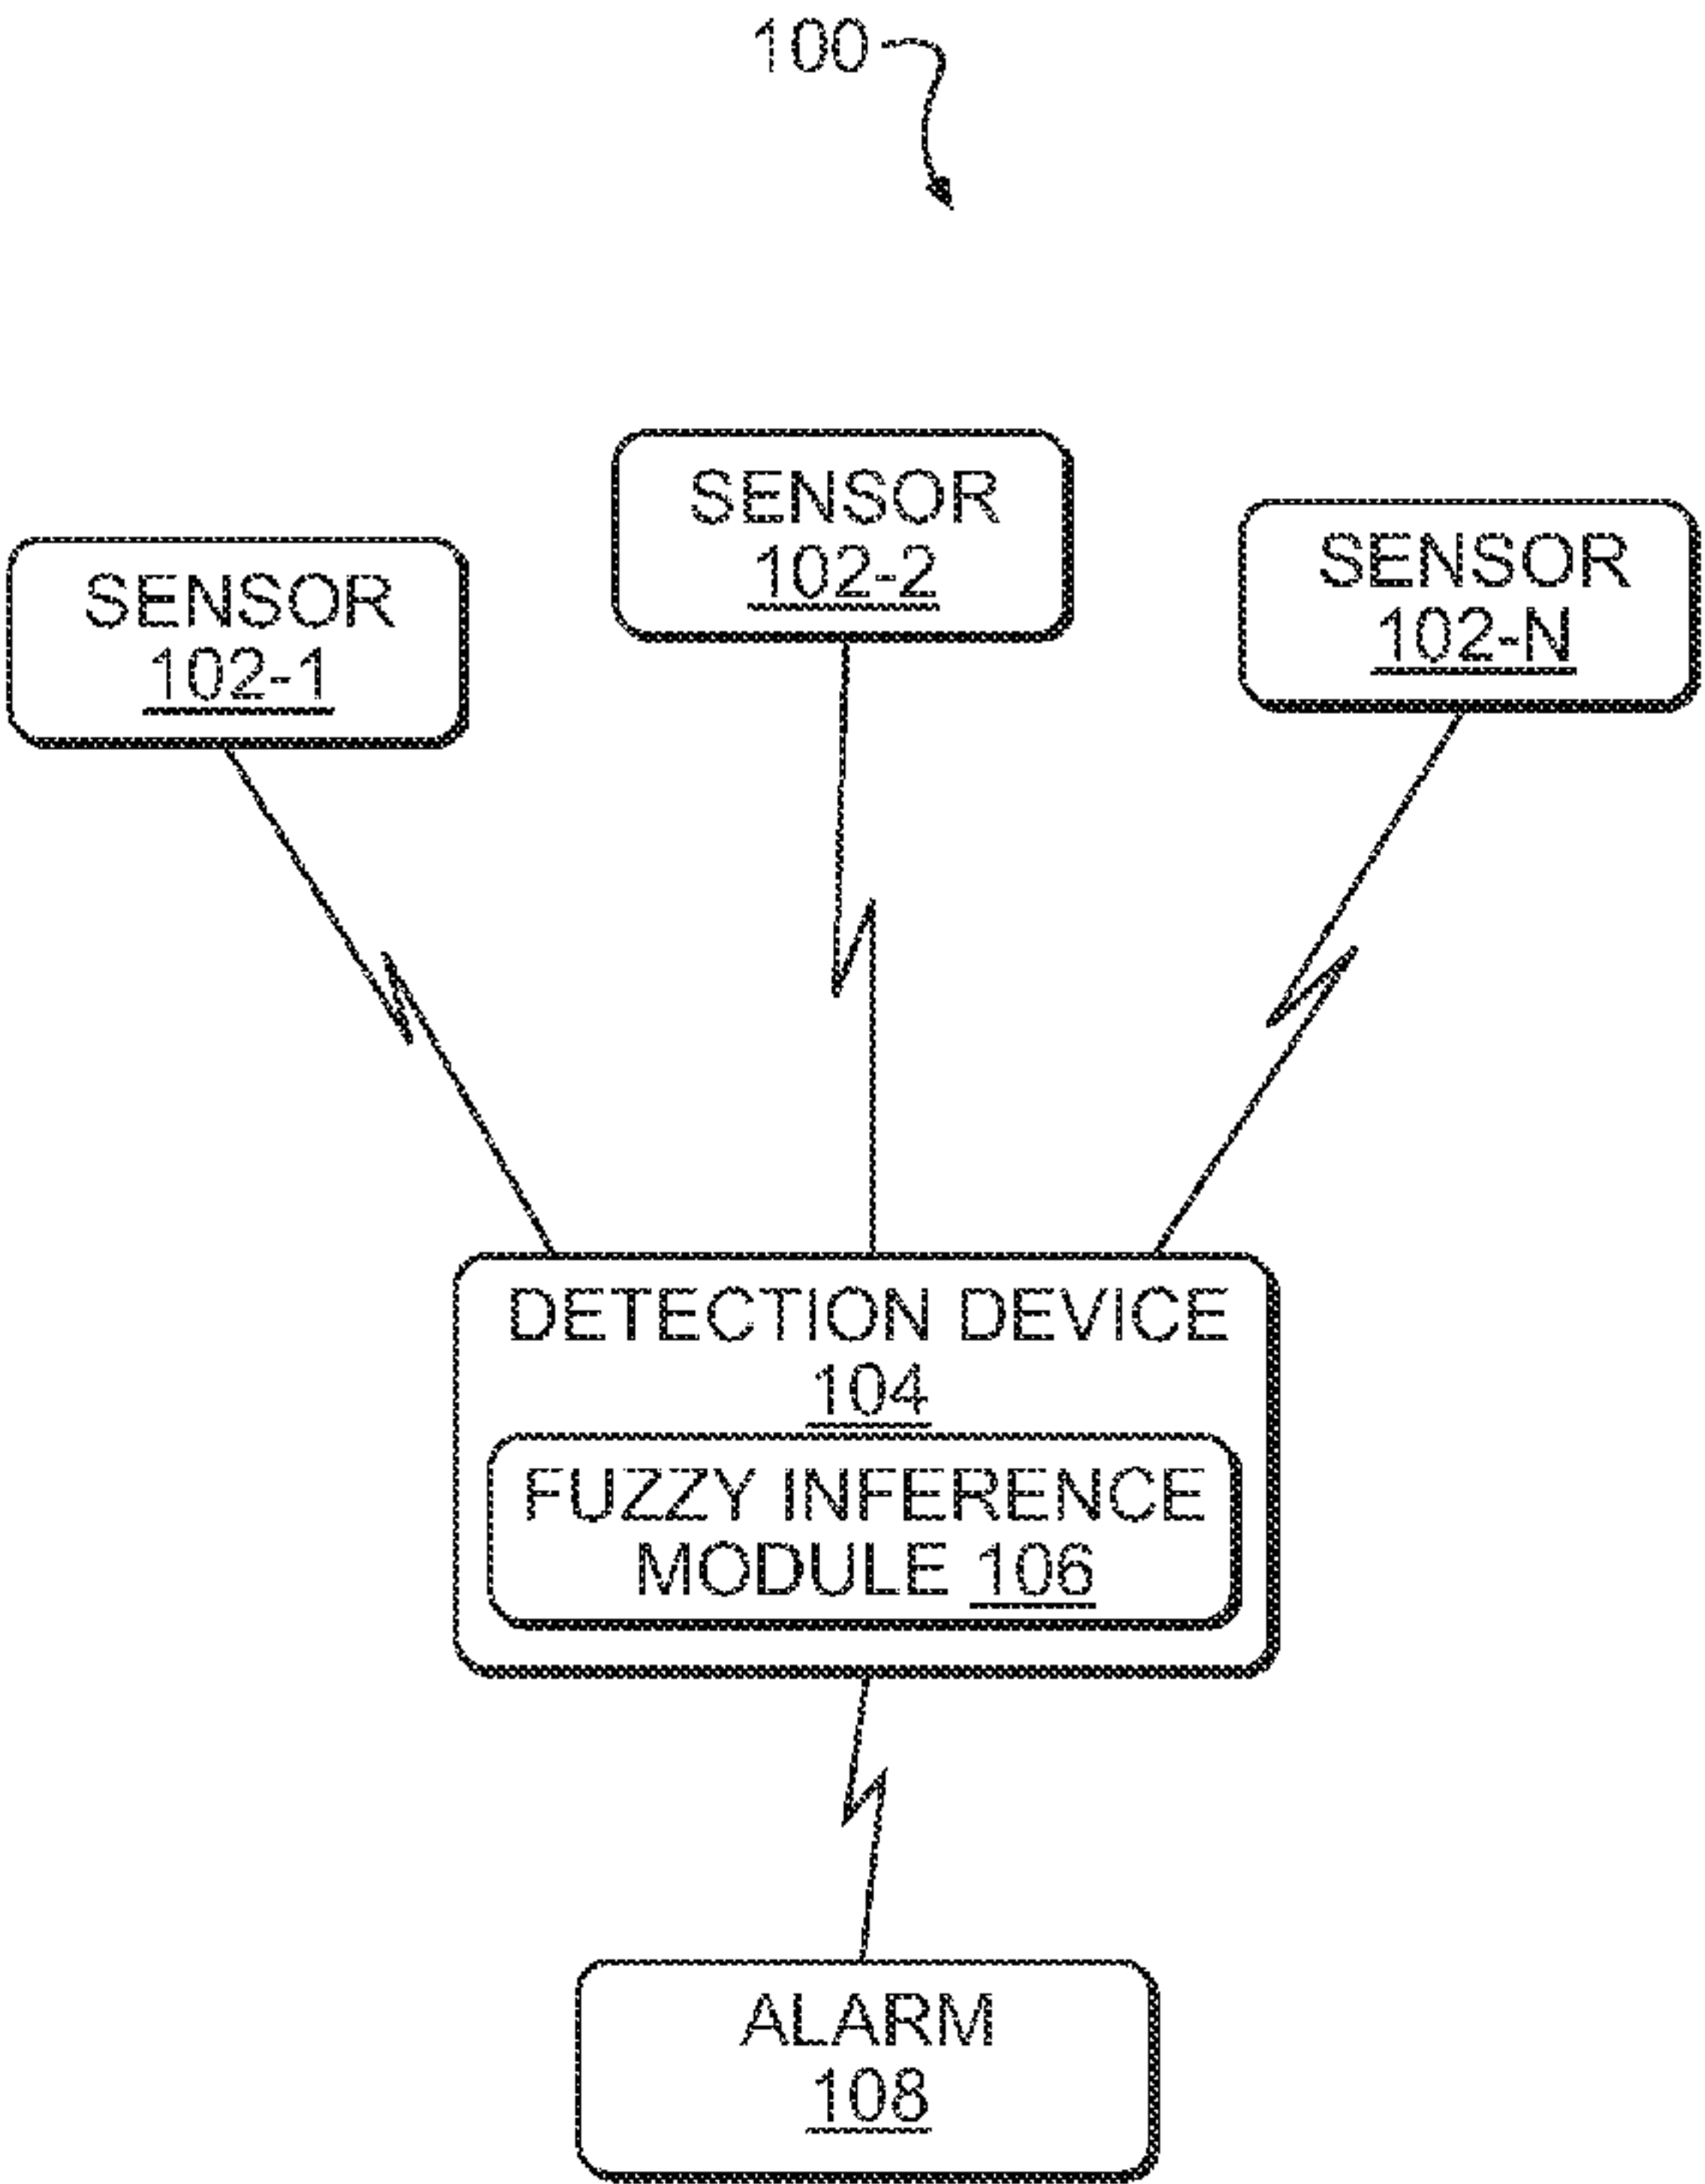 100
SENSOR
102-1
SENSOR
102-2
SENSOR
102-N
DETECTION DEVICE
104
FUZZY INFERENCE
MODULE 106
ALARM
108